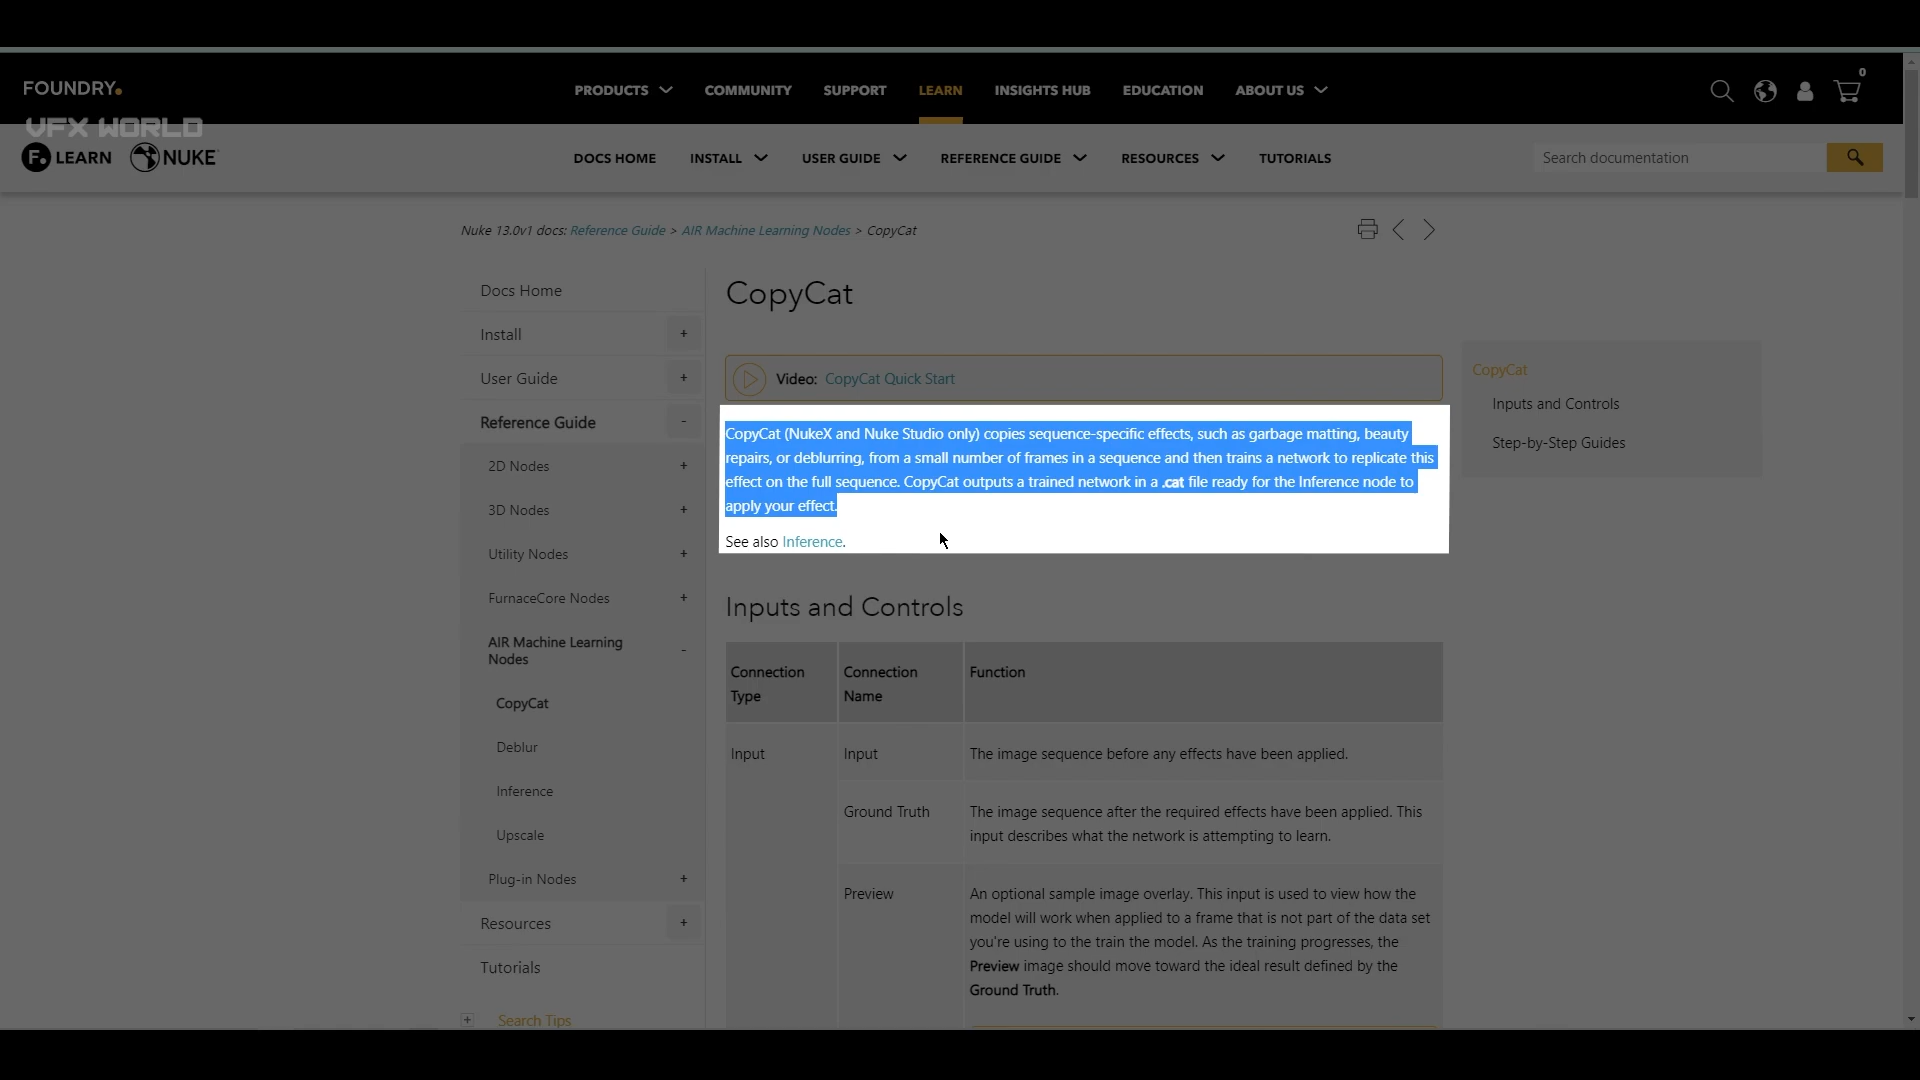 FOUNDRY.
PRODUCTS COMMUNITY SUPPORT LEARN INSIGHTS HUB EDUCATION ABOUT US
0
VFX WORLD
F. LEARN NUKE
DOCS HOME INSTALL USER GUIDE REFERENCE GUIDE RESOURCES TUTORIALS
Search documentation
Nuke 13.0v1 docs: Reference Guide > AIR Machine Learning Nodes > CopyCat
Docs Home
Install +
User Guide +
Reference Guide -
2D Nodes +
3D Nodes +
Utility Nodes +
FurnaceCore Nodes +
AIR Machine Learning
Nodes -
CopyCat
Deblur
Inference
Upscale
Plug-in Nodes +
Resources +
Tutorials
+ Search Tips
CopyCat
Video: CopyCat Quick Start
CopyCat (NukeX and Nuke Studio only) copies sequence-specific effects, such as garbage matting, beauty
repairs, or deblurring, from a small number of frames in a sequence and then trains a network to replicate this
effect on the full sequence. CopyCat outputs a trained network in a .cat file ready for the Inference node to
apply your effect.
See also Inference.
Inputs and Controls
Connection
Type
Connection
Name
Function
Input
Input
The image sequence before any effects have been applied.
Ground Truth
The image sequence after the required effects have been applied. This
input describes what the network is attempting to learn.
Preview
An optional sample image overlay. This input is used to view how the
model will work when applied to a frame that is not part of the data set
you're using to the train the model. As the training progresses, the
Preview image should move toward the ideal result defined by the
Ground Truth.
CopyCat
Inputs and Controls
Step-by-Step Guides